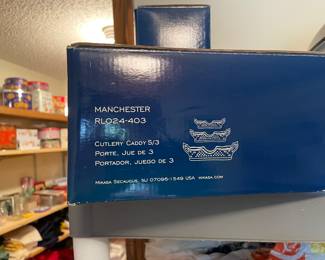 MANCHESTER
RL024-403
CUTLERY CADDY S/3
PORTE, JUE DE 3
PORTADOR, JUEGO DE 3
MIKASA SECAUCUS, NJ 07096-1549 USA MIKASA.COM